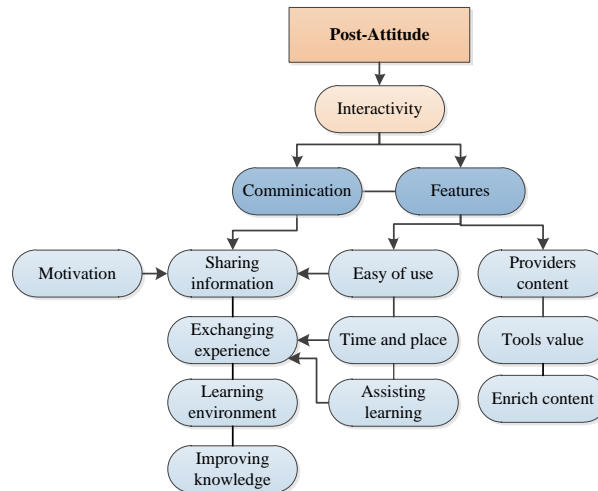 Post-Attitude
Interactivity
Comminication
Features
Motivation
Sharing
information
Easy of use
Providers
content
Exchanging
experience
Time and place
Tools value
Learning
environment
Assisting
learning
Enrich content
Improving
knowledge